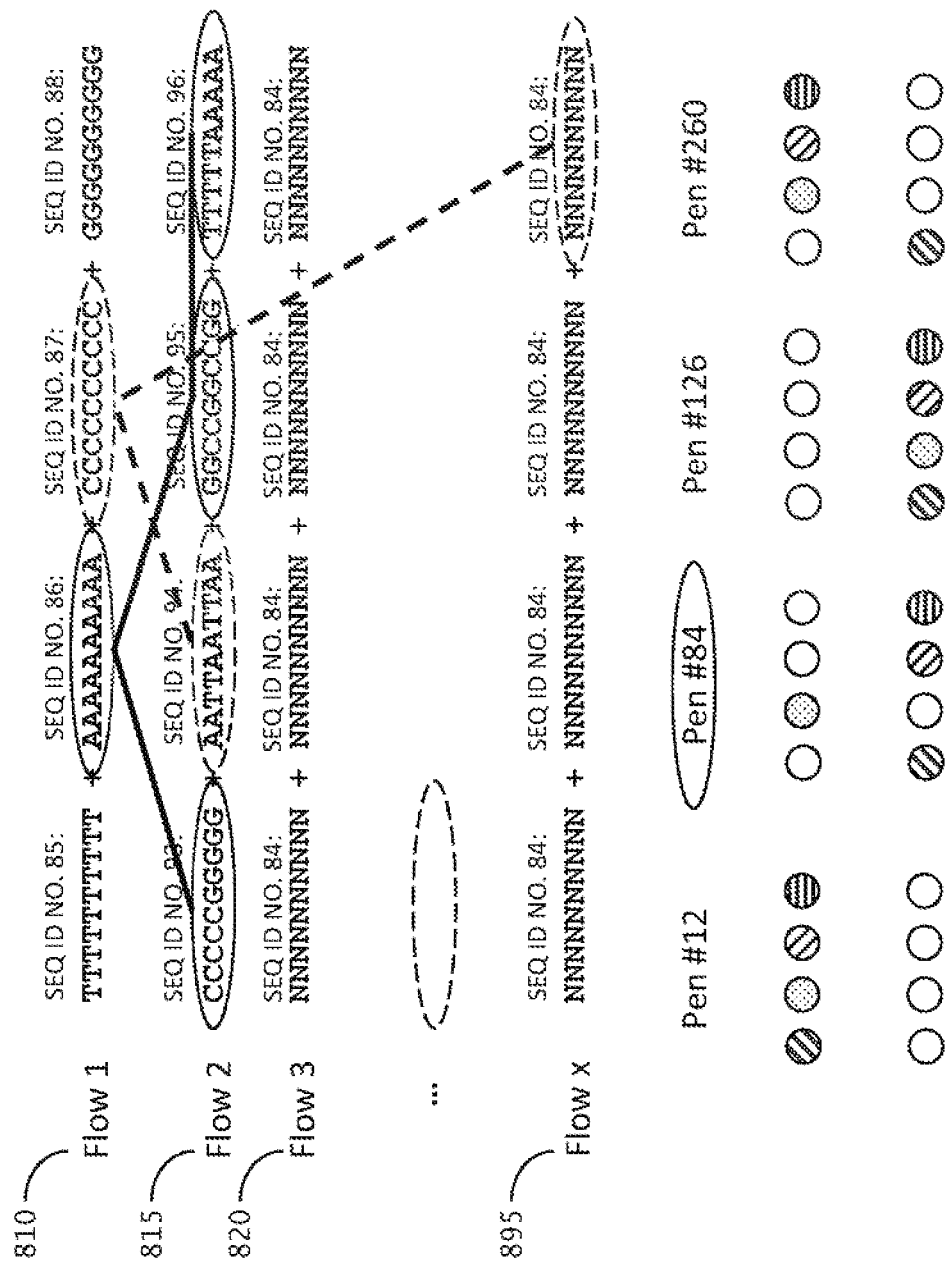 810
SEQ ID NO. 85: SEQ ID NO. 86: SEQ ID NO. 87: SEQ ID NO. 88:
Flow 1 TTTTTTTTTT + AAAAAAAAAA + CCCCCCCCCC + GGGGGGGGGG
815
SEQ ID NO. 93: SEQ ID NO. 94: SEQ ID NO. 95: SEQ ID NO. 96:
Flow 2 CCCCCGGGGG + AATTAATTAA + GGCCGGCCGG + TTTTTAAAAA
820
SEQ ID NO. 84: SEQ ID NO. 84: SEQ ID NO. 84: SEQ ID NO. 84:
Flow 3 NNNNNNNNNN + NNNNNNNNNN + NNNNNNNNNN + NNNNNNNNNN
...
895
SEQ ID NO. 84: SEQ ID NO. 84: SEQ ID NO. 84: SEQ ID NO. 84:
Flow x NNNNNNNNNN + NNNNNNNNNN + NNNNNNNNNN + NNNNNNNNNN
Pen #12 Pen #84 Pen #126 Pen #260